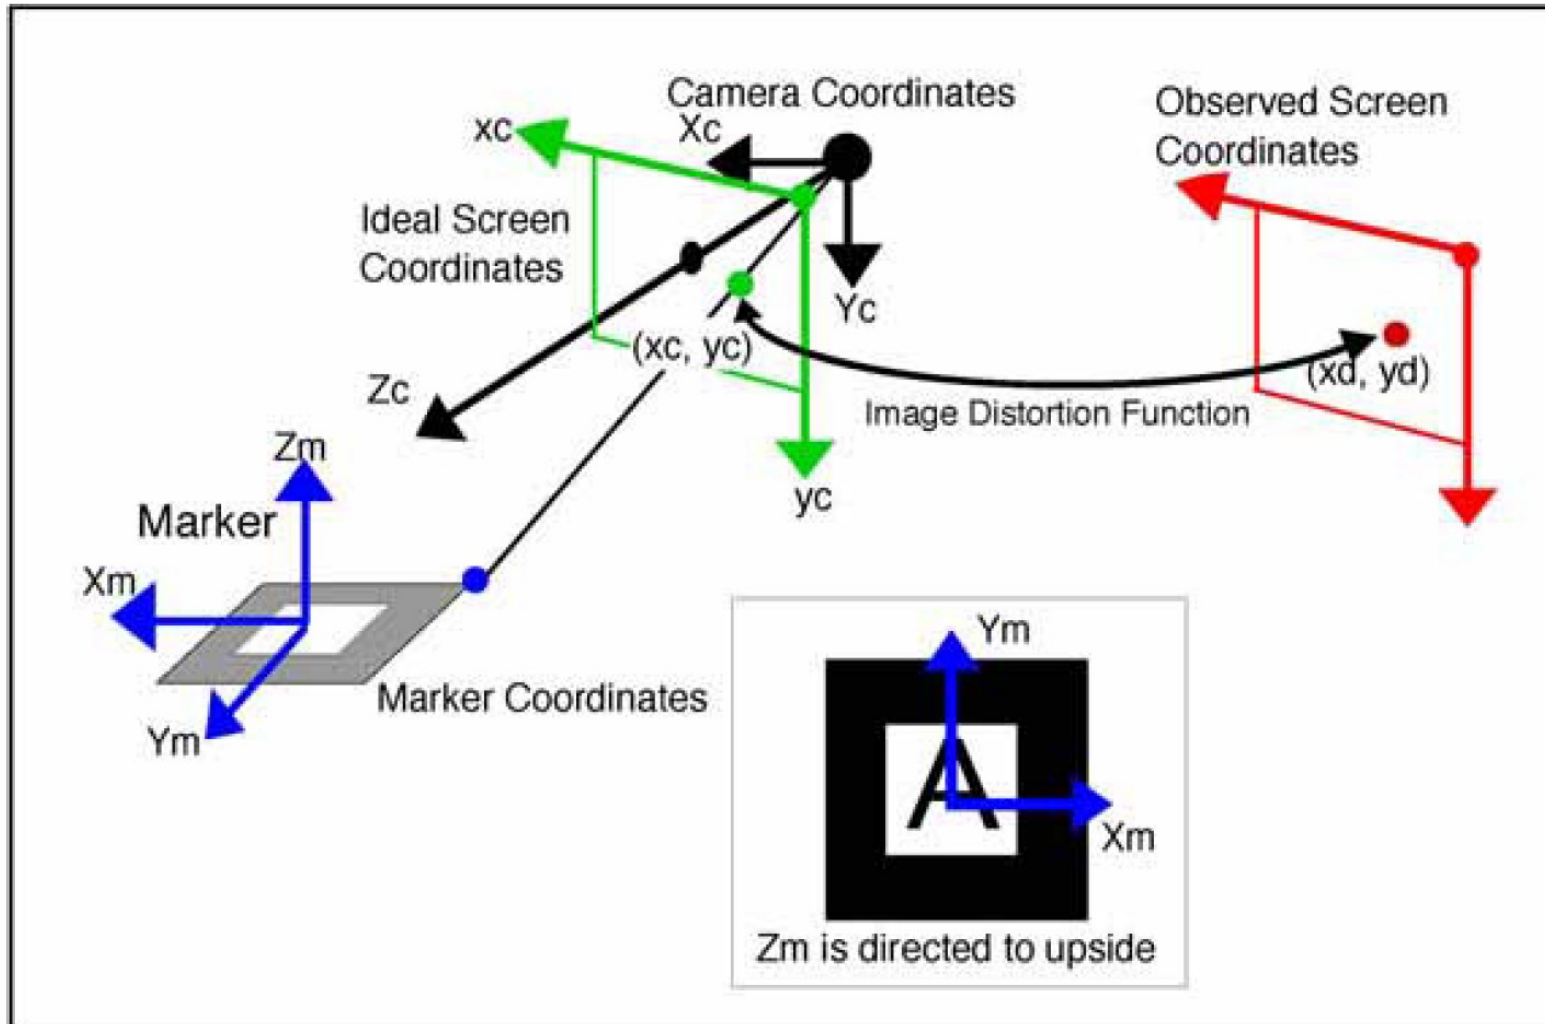 Camera Coordinates
Observed Screen
Coordinates
xc
Xc
Ideal Screen
Coordinates
Yc
(xc, yc)
(xd, yd)
Zc
Image Distortion Function
Zm
yc
Marker
Xm
Marker Coordinates
Ym
Ym
A
Xm
Zm is directed to upside